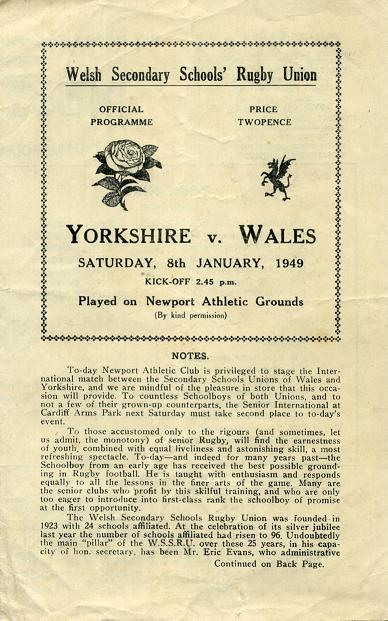 Welsh Secondary Schools' Rugby Union
OFFICIAL
PROGRAMME
PRICE
TWOPENCE
YORKSHIRE v. WALES
SATURDAY, 8th JANUARY, 1949
KICK-OFF 2.45 p.m.
Played on Newport Athletic Grounds
(By kind permission)
NOTES.
To-day Newport Athletic Club is privileged to stage the Inter-
national match between the Secondary Schools Unions of Wales and
Yorkshire, and we are mindful of the pleasure in store that this occa-
sion will provide. To countless Schoolboys of both Unions, and to
not a few of their grown-up counterparts, the Senior International at
Cardiff Arms Park next Saturday must take second place to to-day's
event.
To those accustomed only to the rigours (and sometimes, let
us admit, the monotony) of senior Rugby, will find the earnestness
of youth, combined with equal liveliness and astonishing skill, a most
refreshing spectacle. To-day—and indeed for many years past—the
Schoolboy from an early age has received the best possible ground-
ing in Rugby football. He is taught with enthusiasm and responds
equally to all the lessons in the finer arts of the game. Many are
the senior clubs who profit by this skilful training, and who are only
too eager to introduce into first-class rank the schoolboy of promise
at the first opportunity.
The Welsh Secondary Schools Rugby Union was founded in
1923 with 24 schools affiliated. At the celebration of its silver jubilee
last year the number of schools affiliated had risen to 96. Undoubtedly
the main "pillar" of the W.S.S.R.U. over these 25 years, in his capa-
city of hon. secretary, has been Mr. Eric Evans, who administrative
Continued on Back Page.